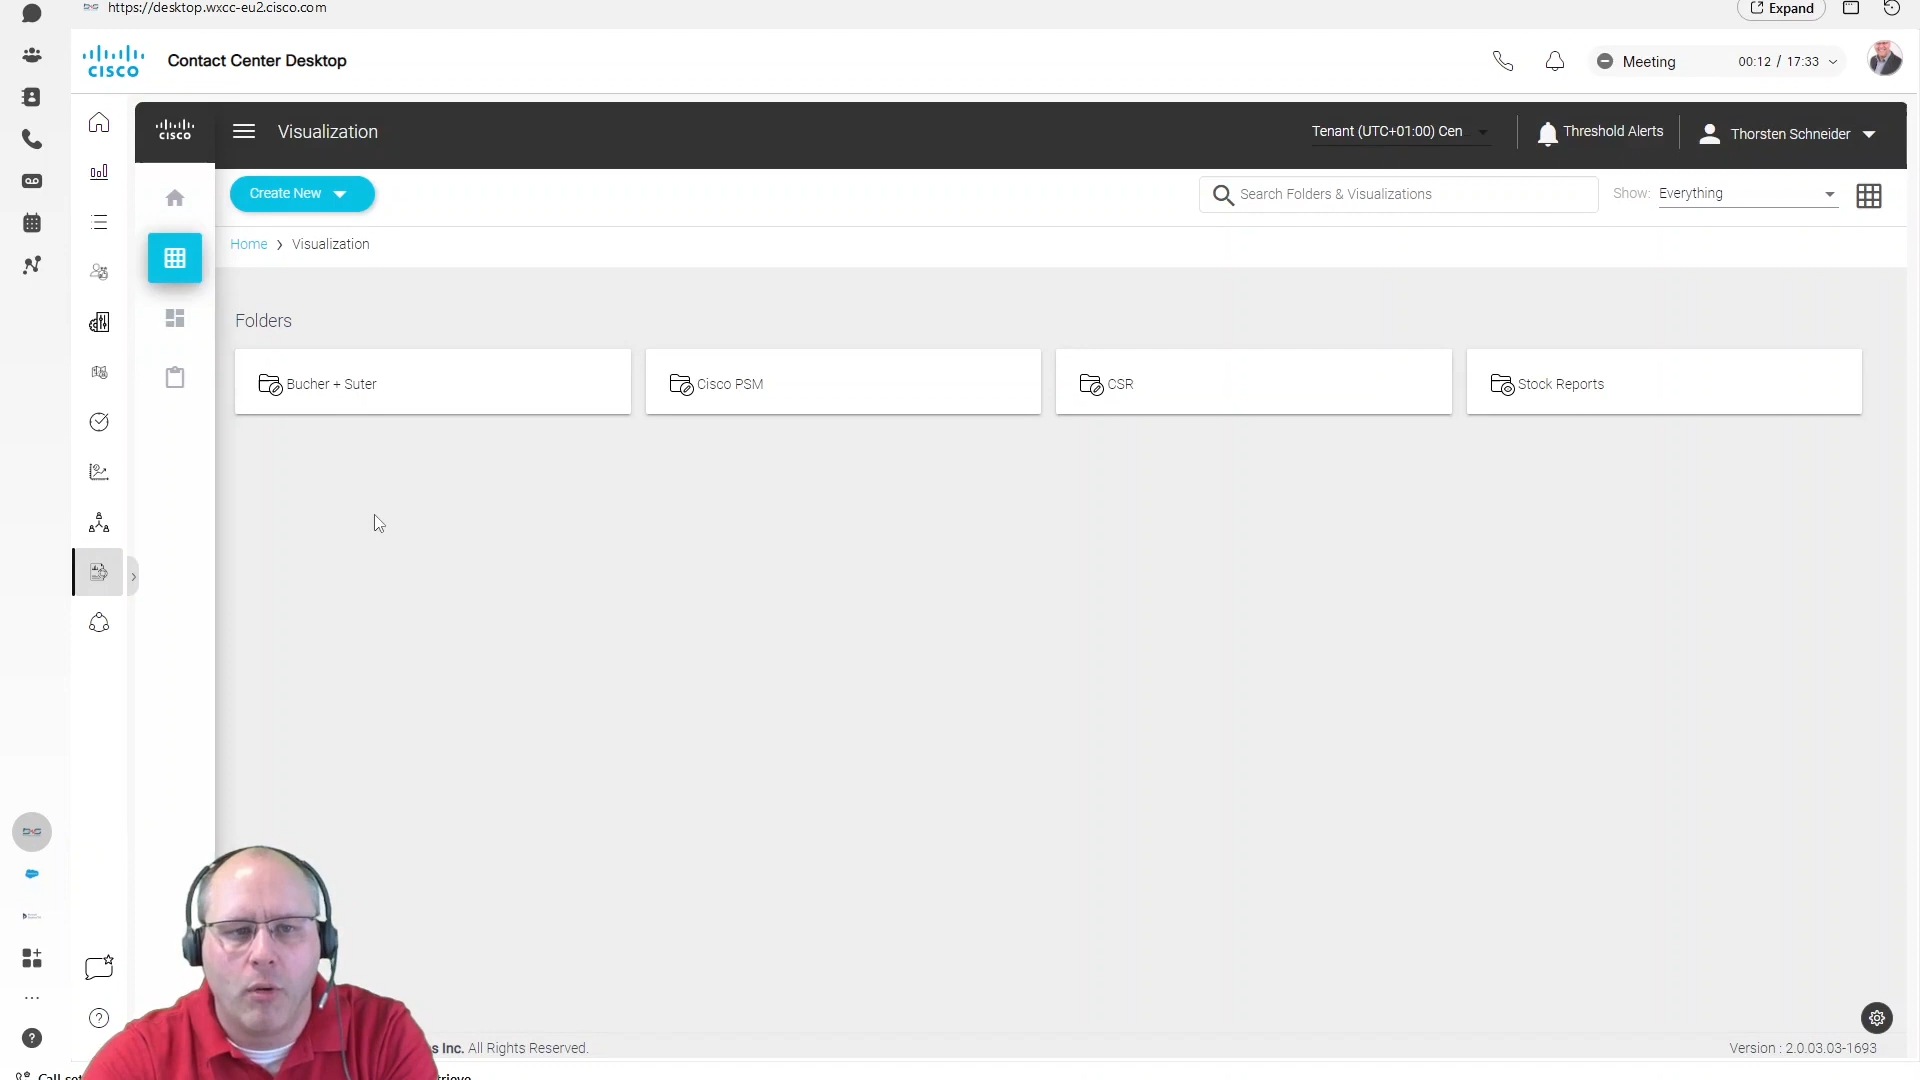 https://desktop.wxcc-eu2.cisco.com
Expand
CISCO
Contact Center Desktop
Meeting
00:12 / 17:33
CISCO
Visualization
Tenant (UTC+01:00) Cen
Threshold Alerts
Thorsten Schneider
Create New
Search Folders & Visualizations
Show: Everything
Home > Visualization
Folders
Bucher + Suter
Cisco PSM
CSR
Stock Reports
s Inc. All Rights Reserved.
Version : 2.0.03.03-1693